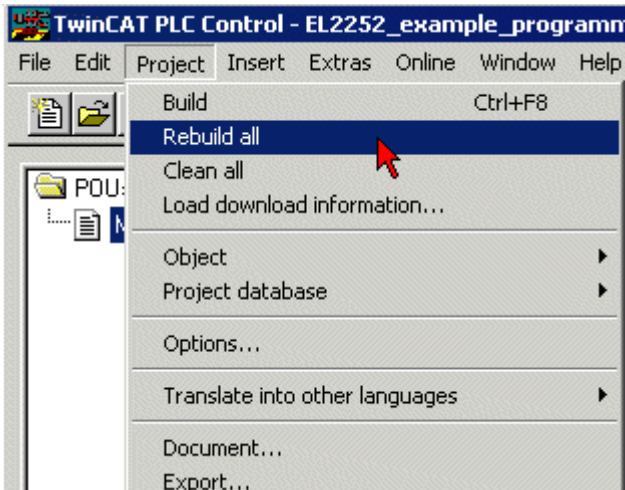 TwinCAT PLC Control - EL2252_example_programm
File Edit Project Insert Extras Online Window Help
Build Ctrl+F8
Rebuild all
Clean all
POUs
Load download information...
Object
Project database
Options...
Translate into other languages
Document...
Export...